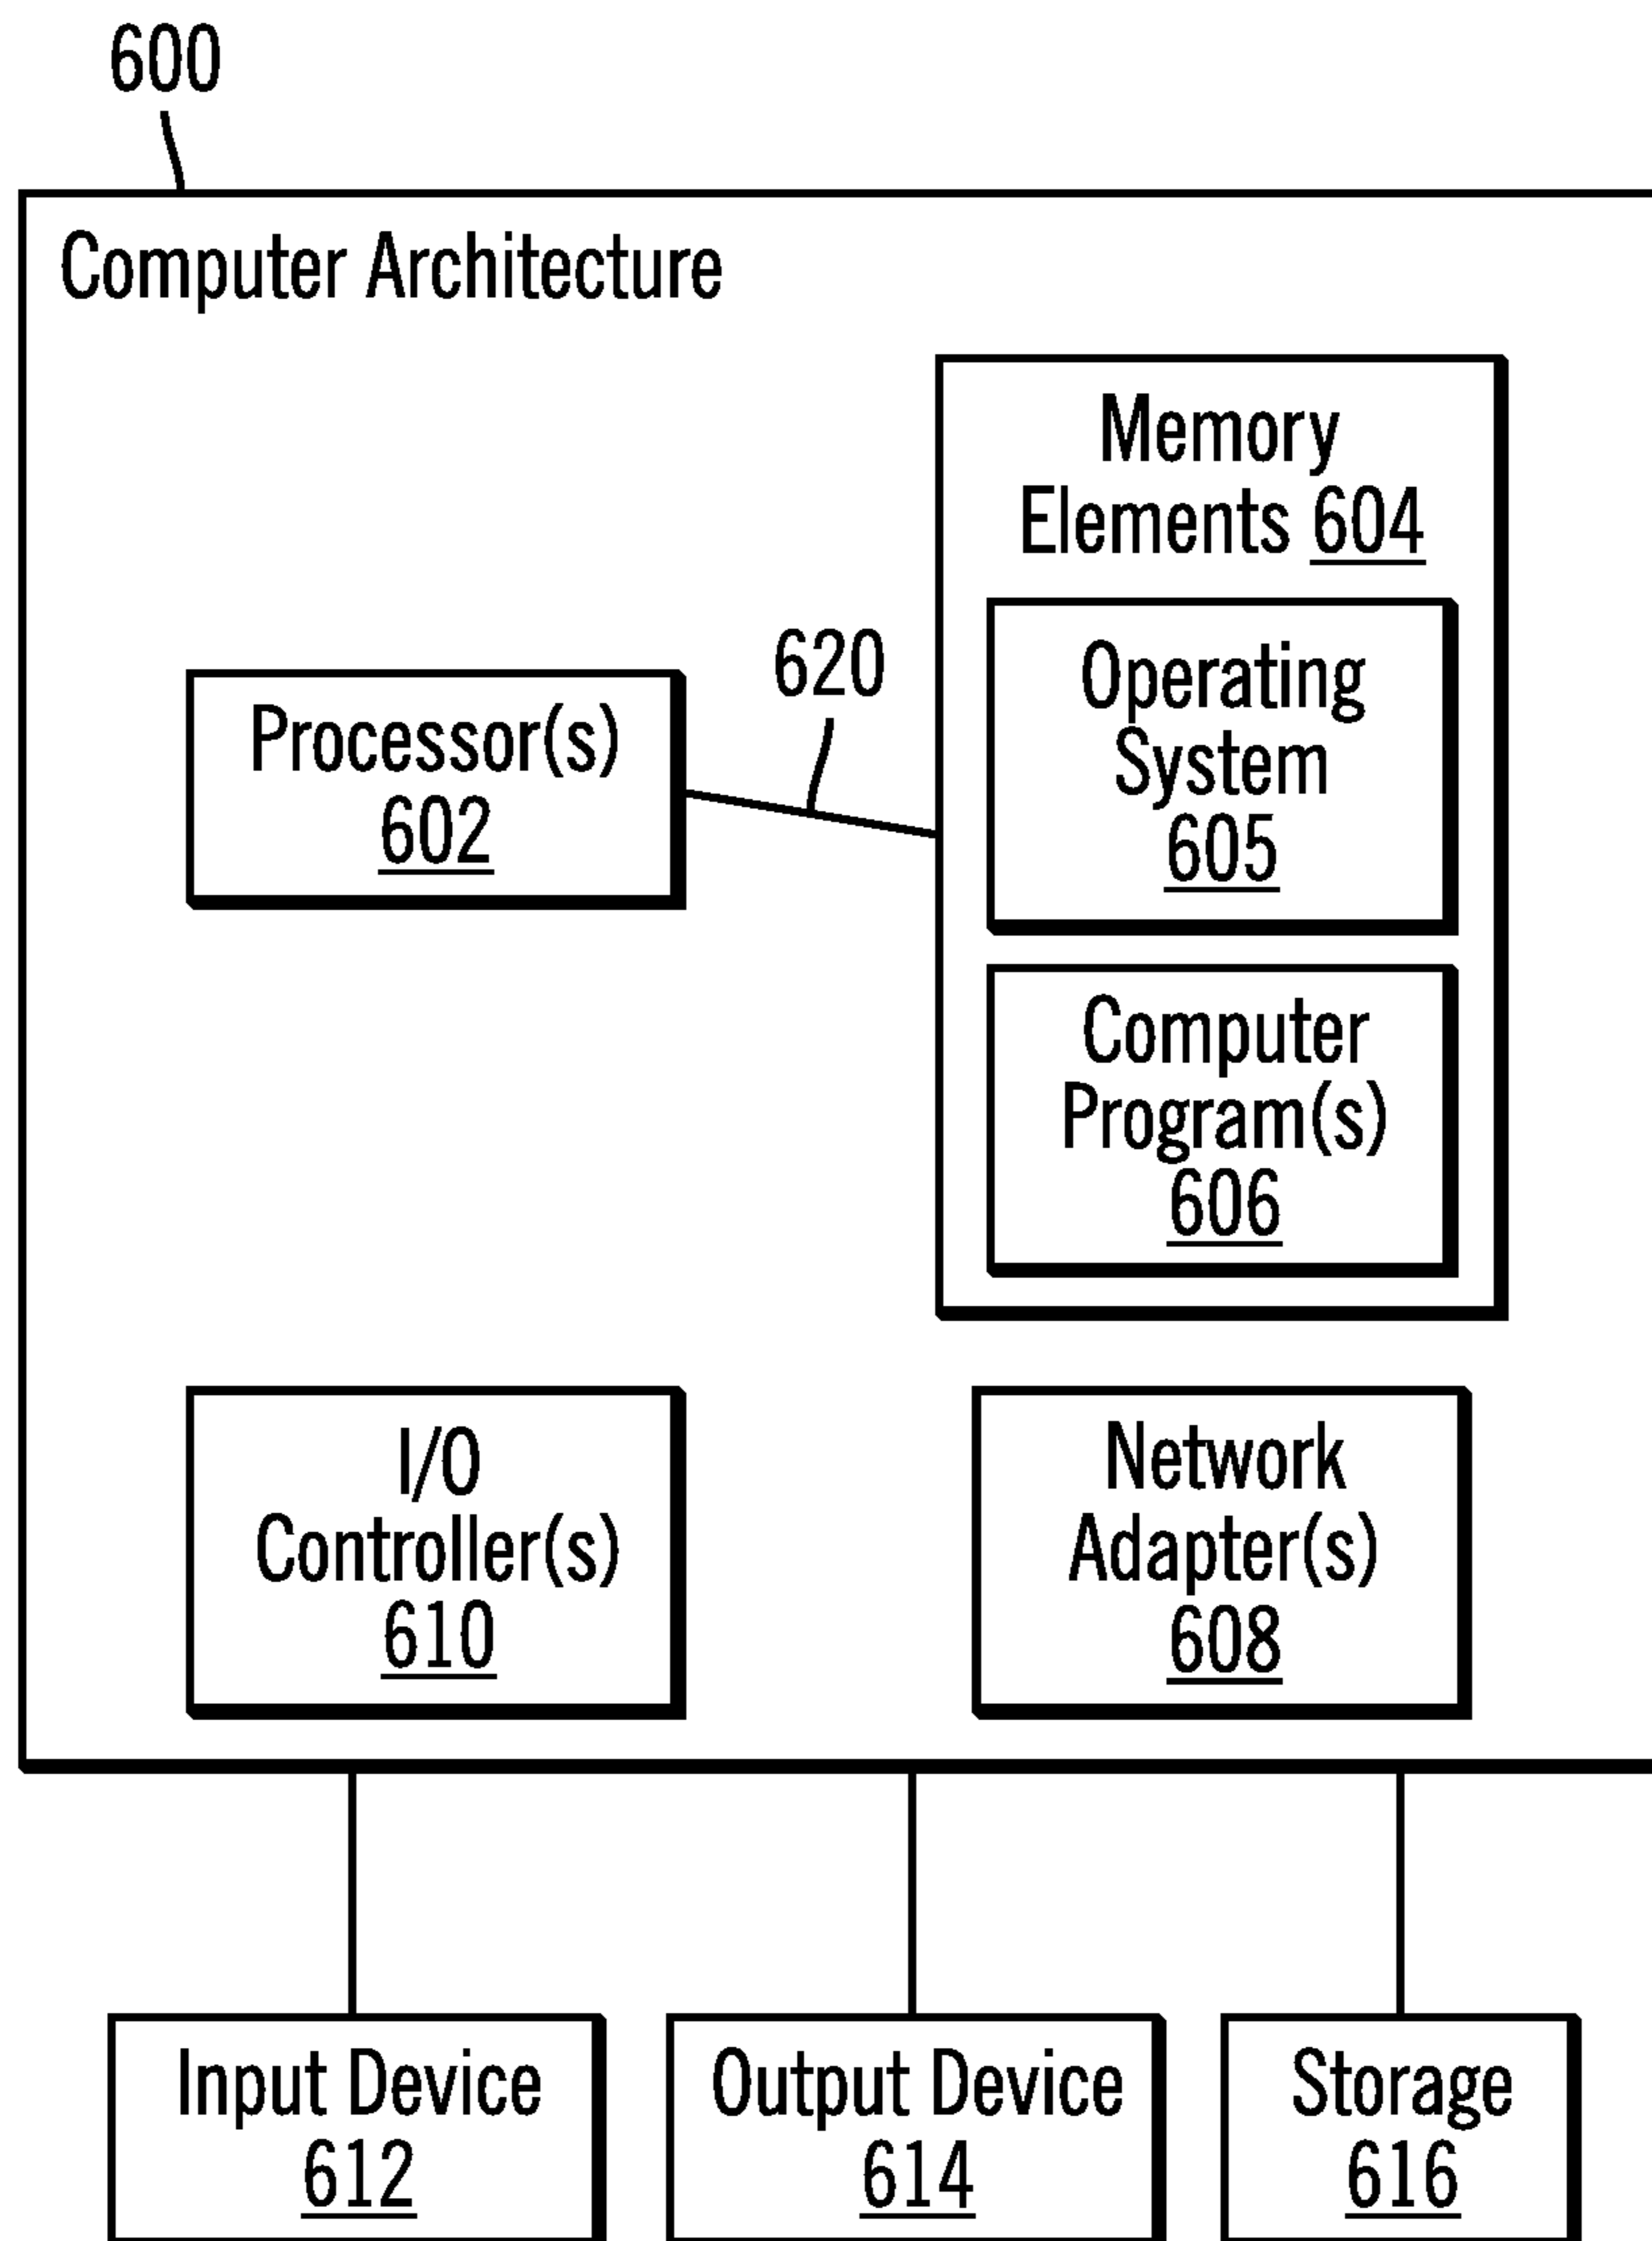 600
Computer Architecture
Memory
Elements 604
Operating
System
605
620
Processor(s)
602
Computer
Program(s)
606
I/O
Controller(s)
610
Network
Adapter(s)
608
Input Device
612
Output Device
614
Storage
616